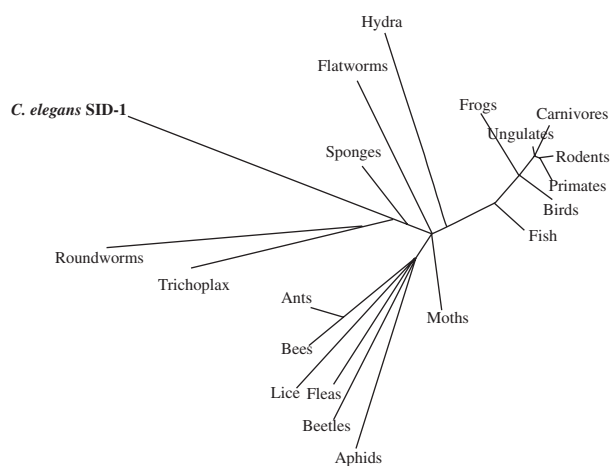 Hydra
Flatworms
C. elegans SID-1
Frogs
Carnivores
Ungulates
Sponges
Rodents
Primates
Birds
Fish
Roundworms
Trichoplax
Ants
Moths
Bees
Lice
Fleas
Beetles
Aphids